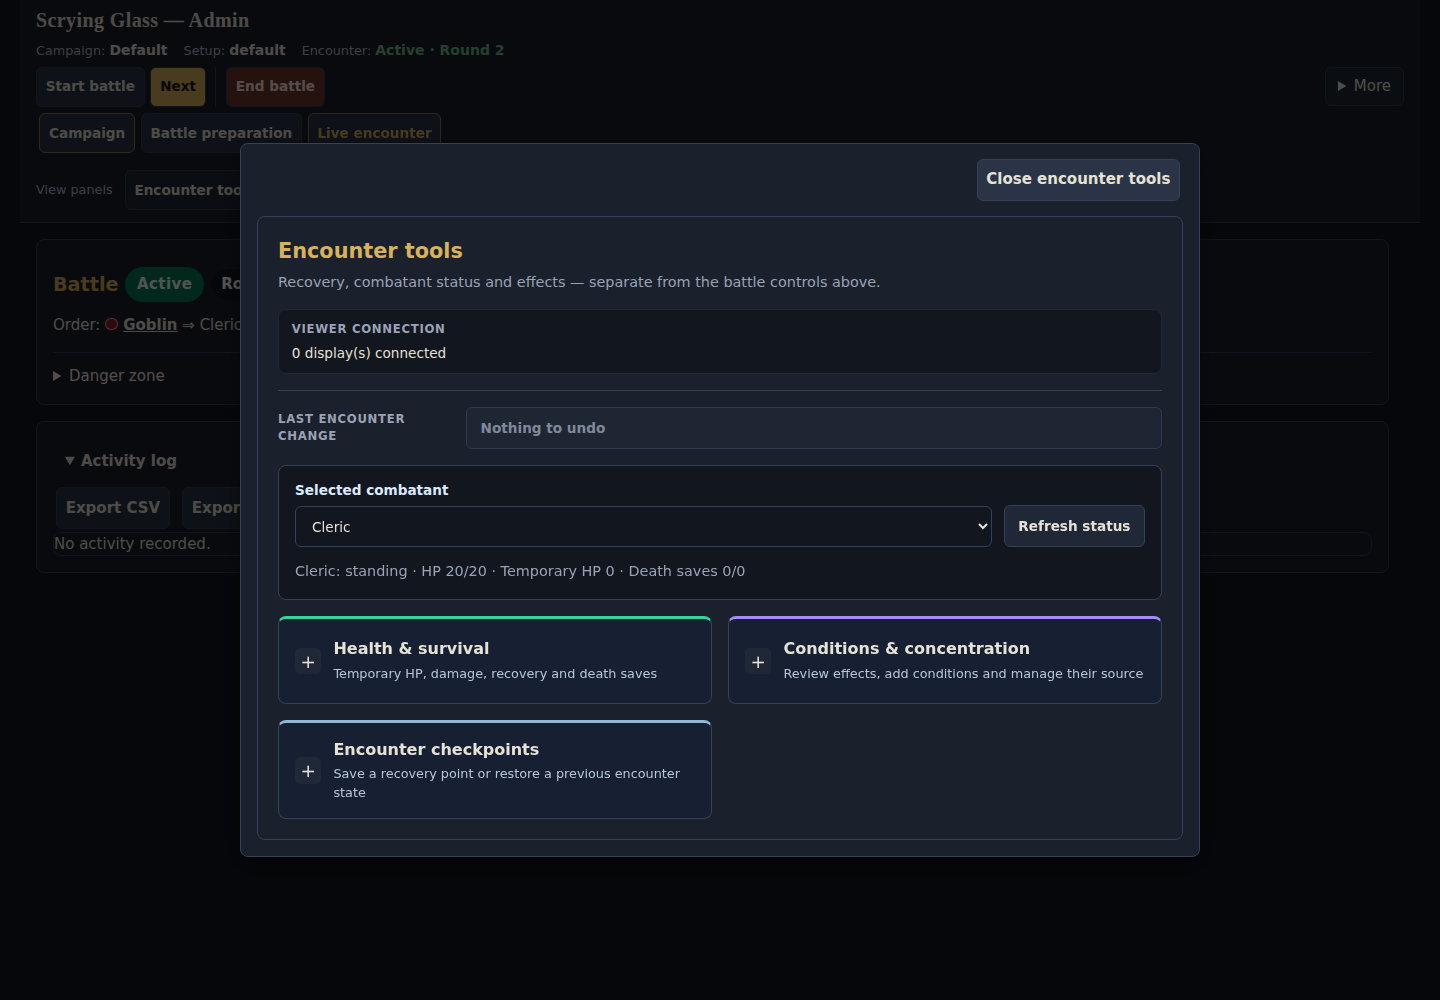 Scrying Glass — Admin
Campaign: Default Setup: default Encounter: Active · Round 2
Start battle Next End battle More
Campaign Battle preparation Live encounter
Close encounter tools
View panels Encounter too
Encounter tools
Recovery, combatant status and effects — separate from the battle controls above.
Battle Active Ro
Order: Goblin ⇒ Cleric
Danger zone
VIEWER CONNECTION
0 display(s) connected
LAST ENCOUNTER
CHANGE
Nothing to undo
Activity log
Export CSV Expor
No activity recorded.
Selected combatant
Cleric Refresh status
Cleric: standing · HP 20/20 · Temporary HP 0 · Death saves 0/0
+ Health & survival
Temporary HP, damage, recovery and death saves
+ Conditions & concentration
Review effects, add conditions and manage their source
+ Encounter checkpoints
Save a recovery point or restore a previous encounter
state